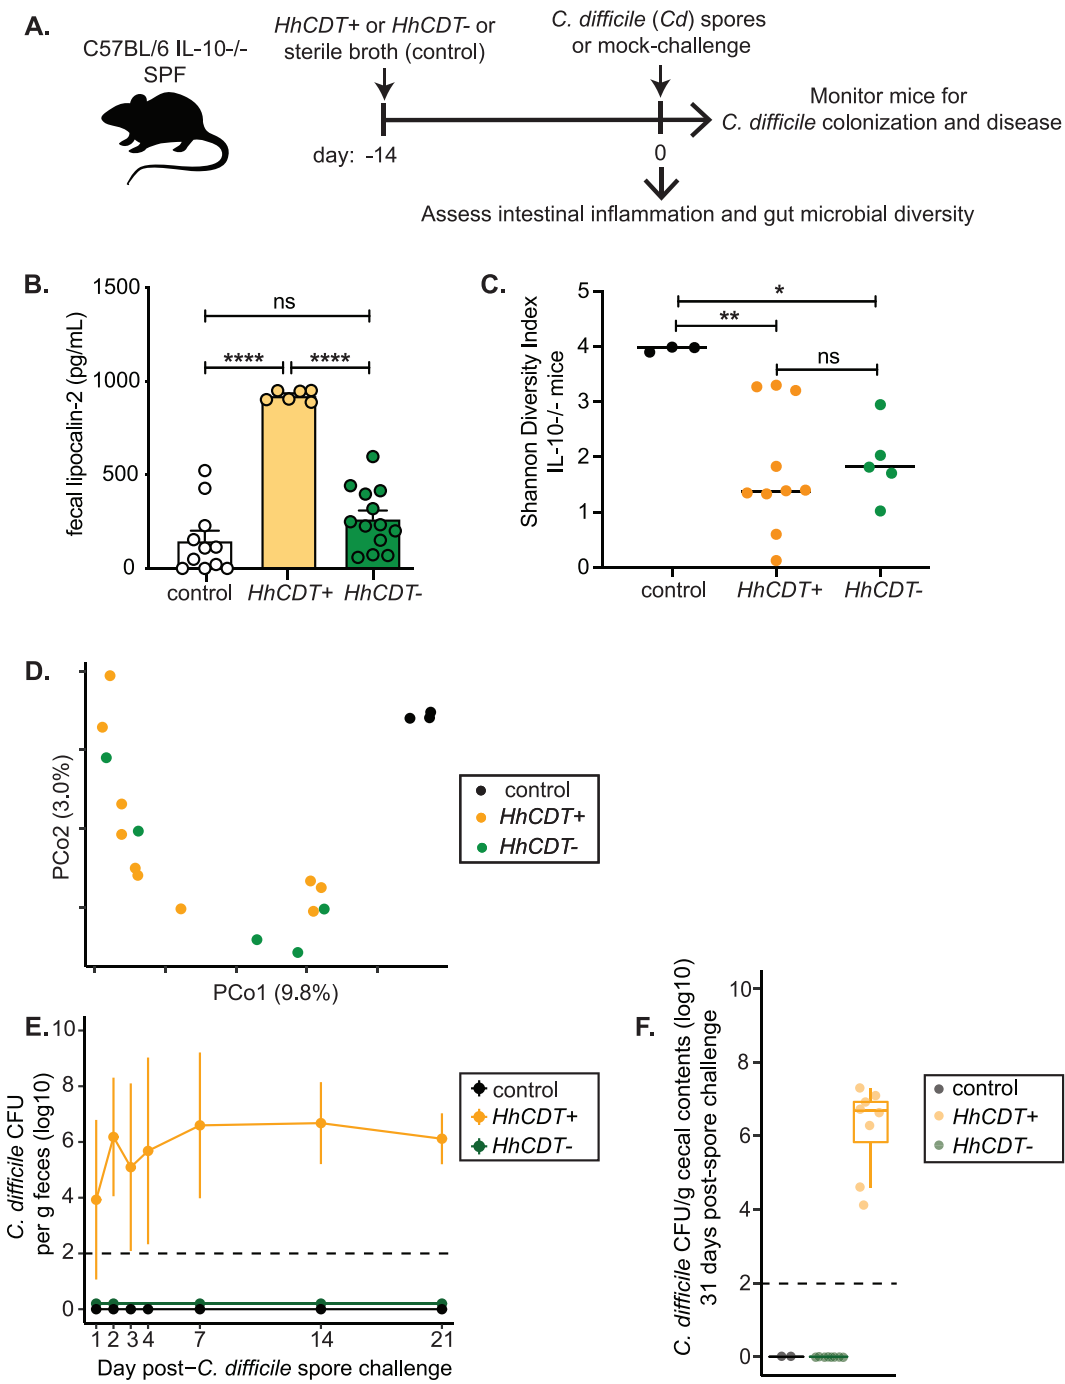 A.
C57BL/6 IL-10-/-
SPF
HhCDT+ or HhCDT- or
sterile broth (control)
C. difficile (Cd) spores
or mock-challenge
Monitor mice for
C. difficile colonization and disease
day: -14
0
Assess intestinal inflammation and gut microbial diversity
B.
fecal lipocalin-2 (pg/mL)
1500
1000
500
0
ns
**** ****
control HhCDT+ HhCDT-
C.
Shannon Diversity Index
IL-10-/- mice
5
4
3
2
1
0
*
**
ns
control HhCDT+ HhCDT-
D.
PCo2 (3.0%)
PCo1 (9.8%)
control
HhCDT+
HhCDT-
E.
C. difficile CFU
per g feces (log10)
10
8
6
4
2
0
1 2 3 4 7 14 21
Day post–C. difficile spore challenge
control
HhCDT+
HhCDT-
F.
C. difficile CFU/g cecal contents (log10)
31 days post-spore challenge
10
8
6
4
2
0
control
HhCDT+
HhCDT-